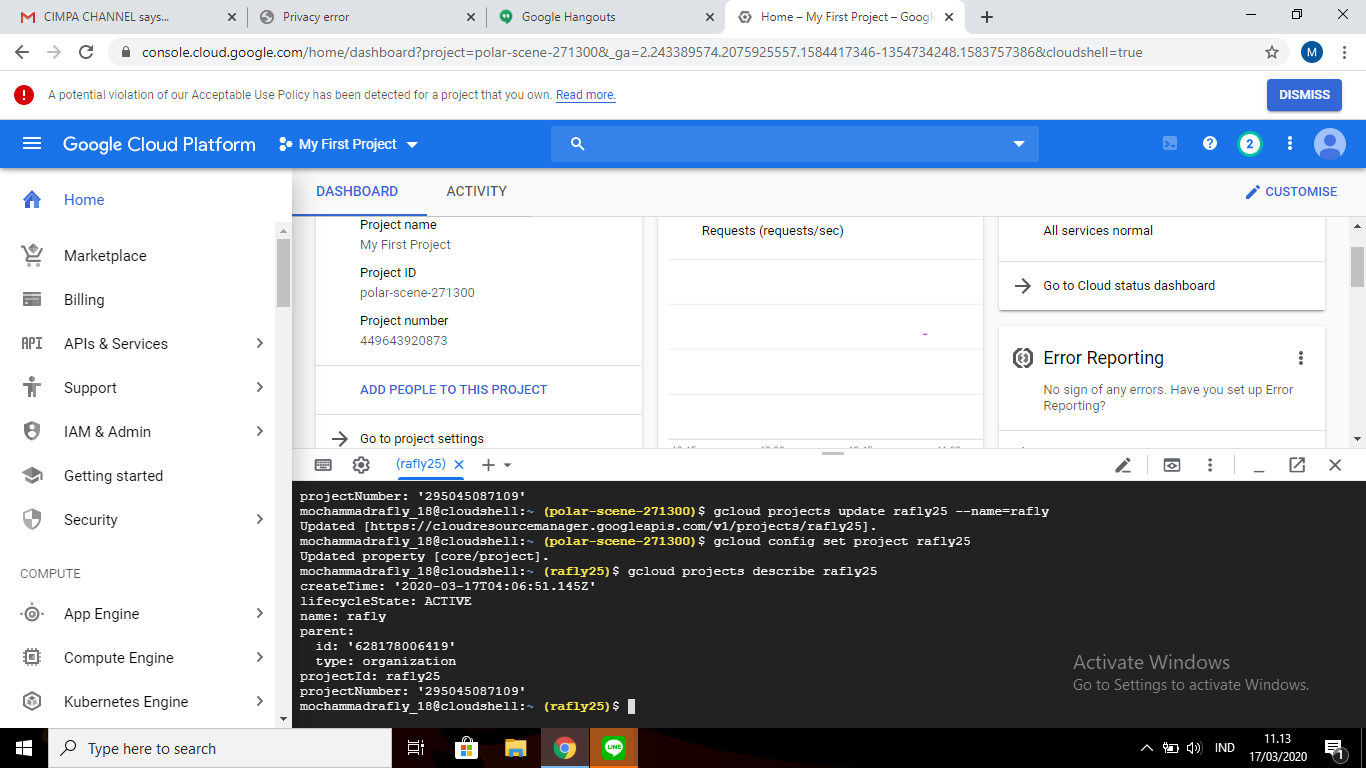 CIMPA CHANNEL says...
Privacy error
Google Hangouts
Home – My First Project – Google
console.cloud.google.com/home/dashboard?project=polar-scene-271300&_ga=2.243389574.2075925557.1584417346-1354734248.1583757386&cloudshell=true
M
A potential violation of our Acceptable Use Policy has been detected for a project that you own. Read more.
DISMISS
Google Cloud Platform
My First Project
2
Home
DASHBOARD
ACTIVITY
CUSTOMISE
Marketplace
Billing
API APIs & Services
Support
IAM & Admin
Getting started
Security
COMPUTE
App Engine
Compute Engine
Kubernetes Engine
Project name
My First Project
Project ID
polar-scene-271300
Project number
449643920873
ADD PEOPLE TO THIS PROJECT
Go to project settings
Requests (requests/sec)
All services normal
Go to Cloud status dashboard
Error Reporting
No sign of any errors. Have you set up Error
Reporting?
(rafly25)
projectNumber: '295045087109'
mochammadrafly_18@cloudshell:~ (polar-scene-271300)$ gcloud projects update rafly25 --name=rafly
Updated [https://cloudresourcemanager.googleapis.com/v1/projects/rafly25].
mochammadrafly_18@cloudshell:~ (polar-scene-271300)$ gcloud config set project rafly25
Updated property [core/project].
mochammadrafly_18@cloudshell:~ (rafly25)$ gcloud projects describe rafly25
createTime: '2020-03-17T04:06:51.145Z'
lifecycleState: ACTIVE
name: rafly
parent:
id: '628178006419'
type: organization
projectId: rafly25
projectNumber: '295045087109'
mochammadrafly_18@cloudshell:~ (rafly25)$
Activate Windows
Go to Settings to activate Windows.
Type here to search
LINE
IND
11.13
17/03/2020
1